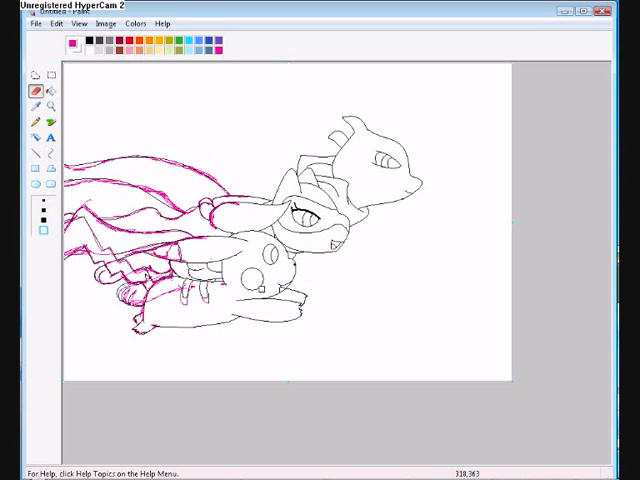 Unregistered HyperCam 2
Untitled - Paint
File Edit View Image Colors Help
For Help, click Help Topics on the Help Menu.
318,363